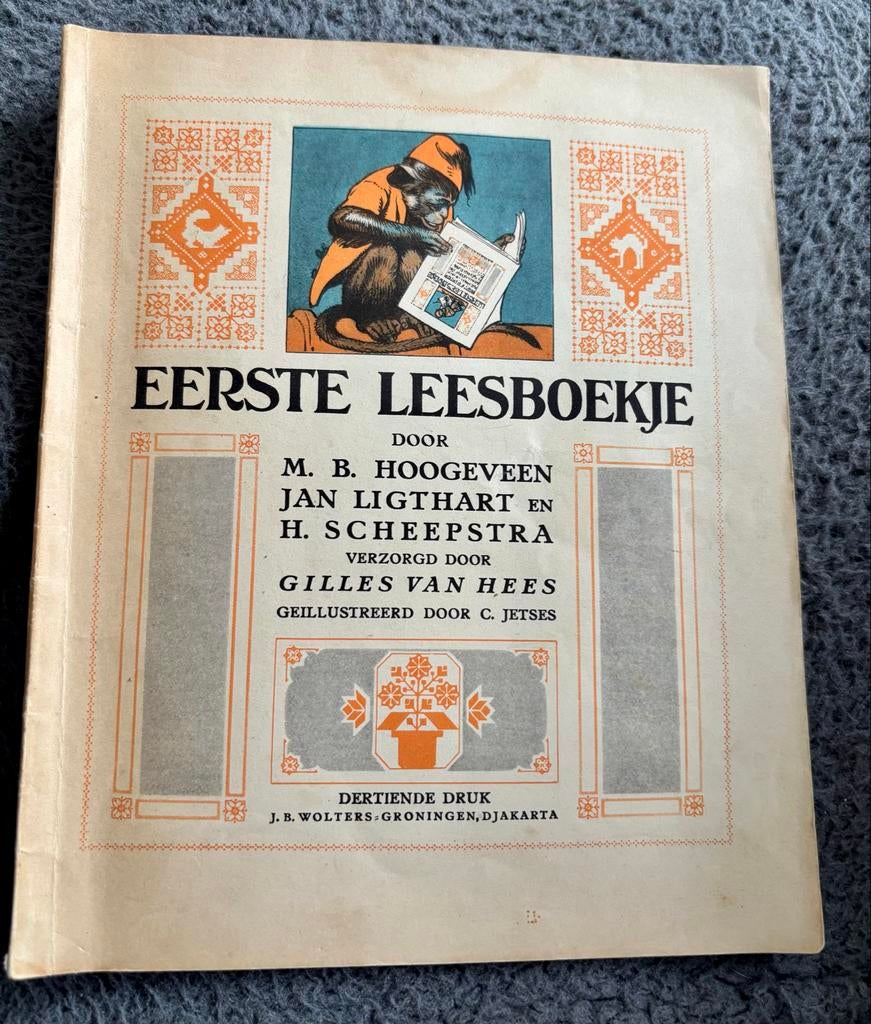 EERSTE LEESBOEKJE
DOOR
M. B. HOOGEVEEN
JAN LIGTHART EN
H. SCHEEPSTRA
VERZORGD DOOR
GILLES VAN HEES
GEILLUSTREERD DOOR C. JETSES
DERTIENDE DRUK
J. B. WOLTERS=GRONINGEN, DJAKARTA